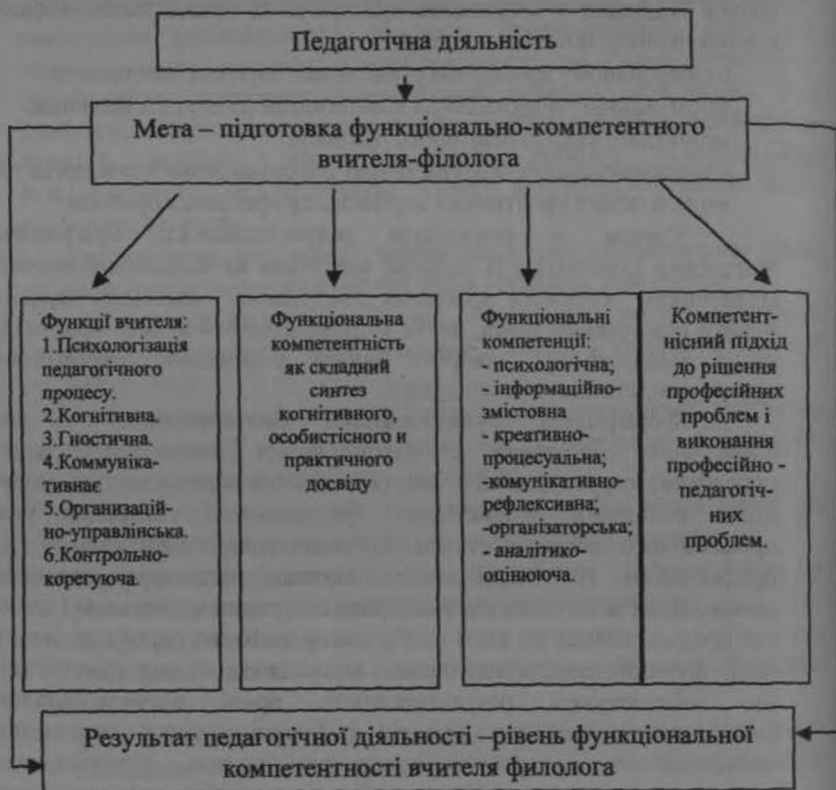 Педагогічна діяльність
Мета – підготовка функціонально-компетентного
вчителя-філолога
Функції вчителя:
1.Психологізація
педагогічного
процесу.
2.Когнітивна.
3.Гностична.
4.Коммуніка-
тивнає
5.Організацій-
но-управлінська.
6.Контрольно-
корегуюча.
Функціональна
компетентність
як складний
синтез
когнітивного,
особистісного и
практичного
досвіду
Функціональні
компетенції:
- психологічна;
- інформаційно-
змістовна
- креативно-
процесуальна;
-комунікативно-
рефлексивна;
-організаторська;
- аналітико-
оцінююча.
Компетент-
нісний підхід
до рішення
професійних
проблем і
виконання
професійно -
педагогіч-
них
проблем.
Результат педагогічної діяльності –рівень функціональної
компетентності вчителя филолога